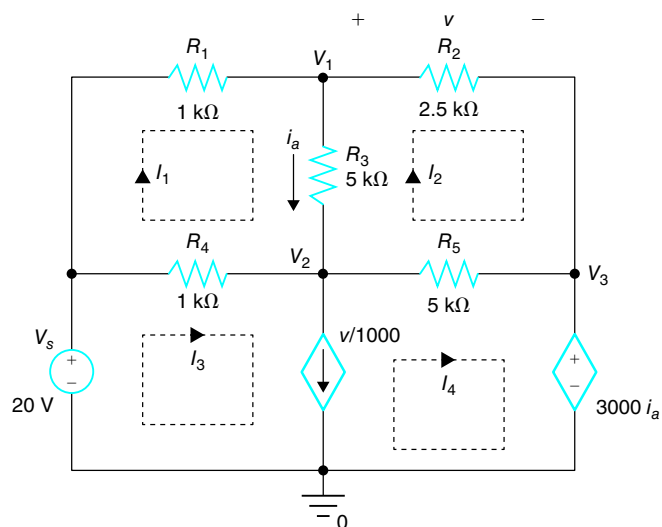 + v −
R1 V1 R2
1 kΩ 2.5 kΩ
ia R3
5 kΩ
I1 I2
R4 V2 R5 V3
1 kΩ 5 kΩ
Vs I3 v/1000 I4
+ −
20 V
+ −
3000 ia
0